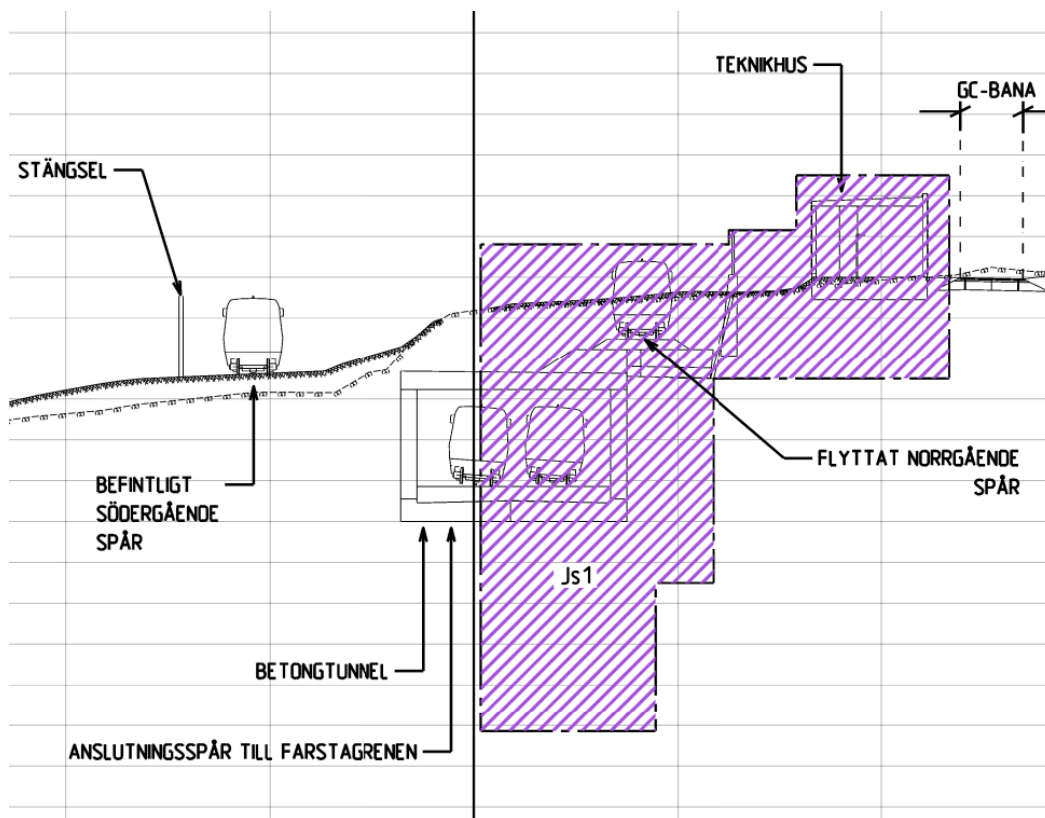 TEKNIKHUS
GC-BANA
STÄNGSEL
FLYTTAT NORRGÅENDE
SPÅR
BEFINTLIGT
SÖDERGÅENDE
SPÅR
Js1
BETONGTUNNEL
ANSLUTNINGSSPÅR TILL FARSTAGRENEN